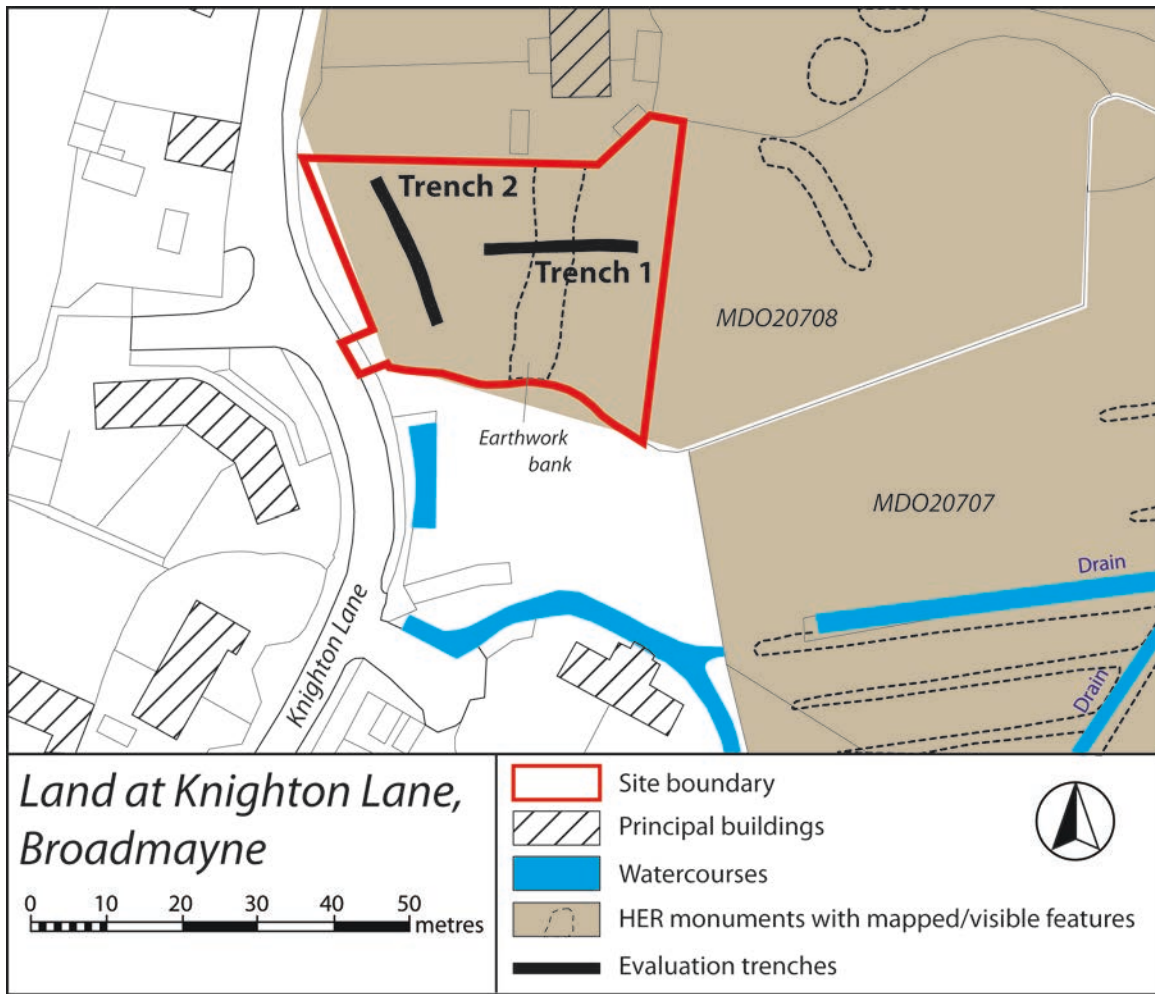 Trench 2
Trench 1
MDO20708
Earthwork
bank
MDO20707
Drain
Knighton Lane
Drain
Land at Knighton Lane,
Broadmayne
0 10 20 30 40 50
metres
Site boundary
Principal buildings
Watercourses
HER monuments with mapped/visible features
Evaluation trenches